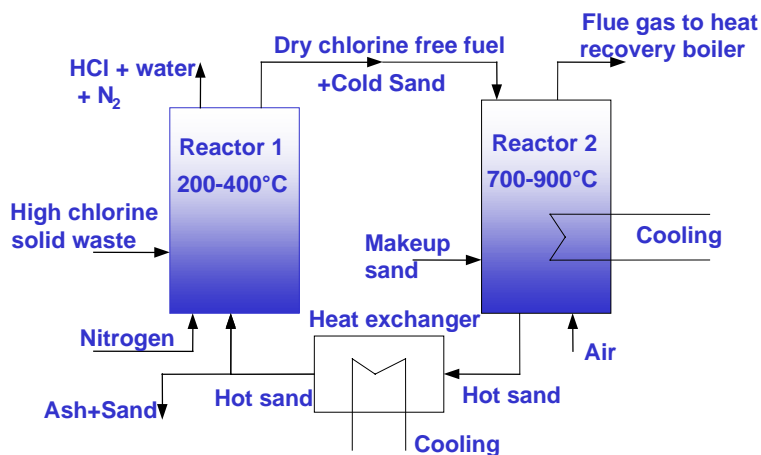 Flue gas to heat
recovery boiler
Dry chlorine free fuel
+Cold Sand
HCl + water
+ N2
Reactor 1
200-400°C
Reactor 2
700-900°C
High chlorine
solid waste
Makeup
sand
Cooling
Nitrogen
Heat exchanger
Air
Ash+Sand
Hot sand
Hot sand
Cooling